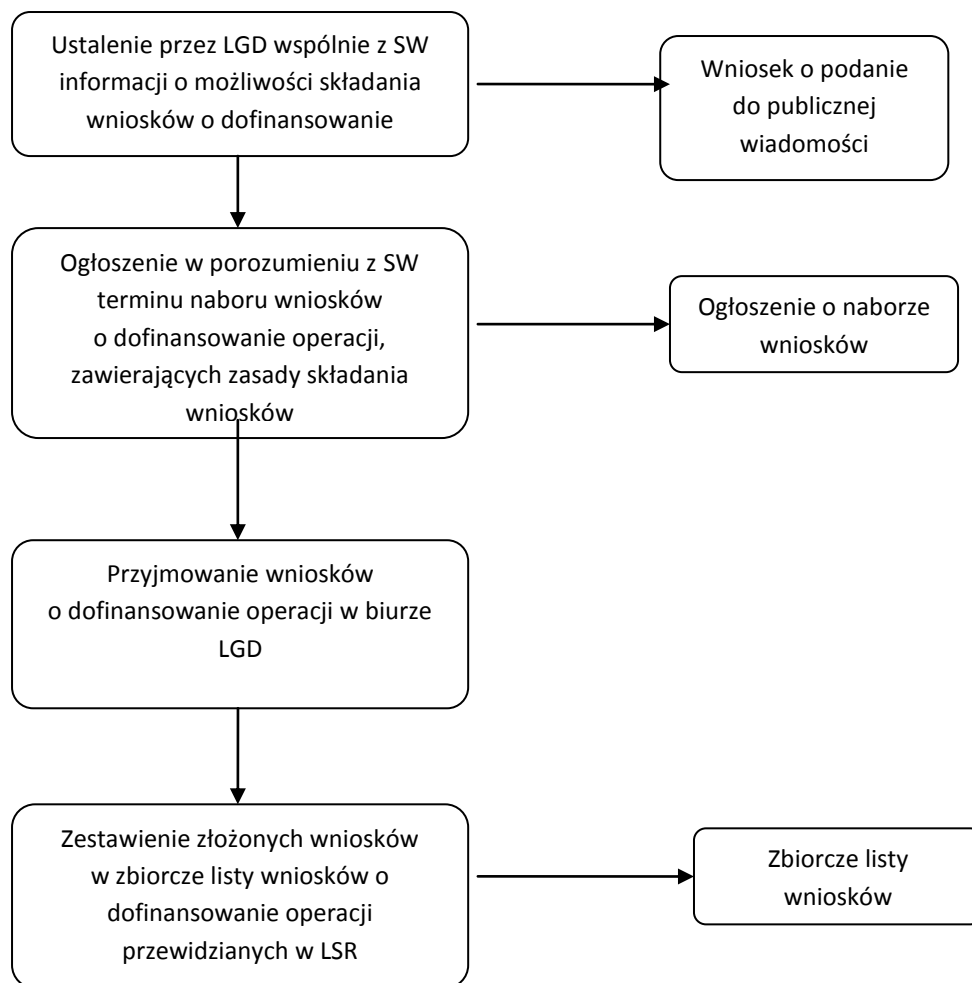 Ustalenie przez LGD wspólnie z SW
informacji o możliwości składania
wniosków o dofinansowanie
Wniosek o podanie
do publicznej
wiadomości
Ogłoszenie w porozumieniu z SW
terminu naboru wniosków
o dofinansowanie operacji,
zawierających zasady składania
wniosków
Ogłoszenie o naborze
wniosków
Przyjmowanie wniosków
o dofinansowanie operacji w biurze
LGD
Zestawienie złożonych wniosków
w zbiorcze listy wniosków o
dofinansowanie operacji
przewidzianych w LSR
Zbiorcze listy
wniosków